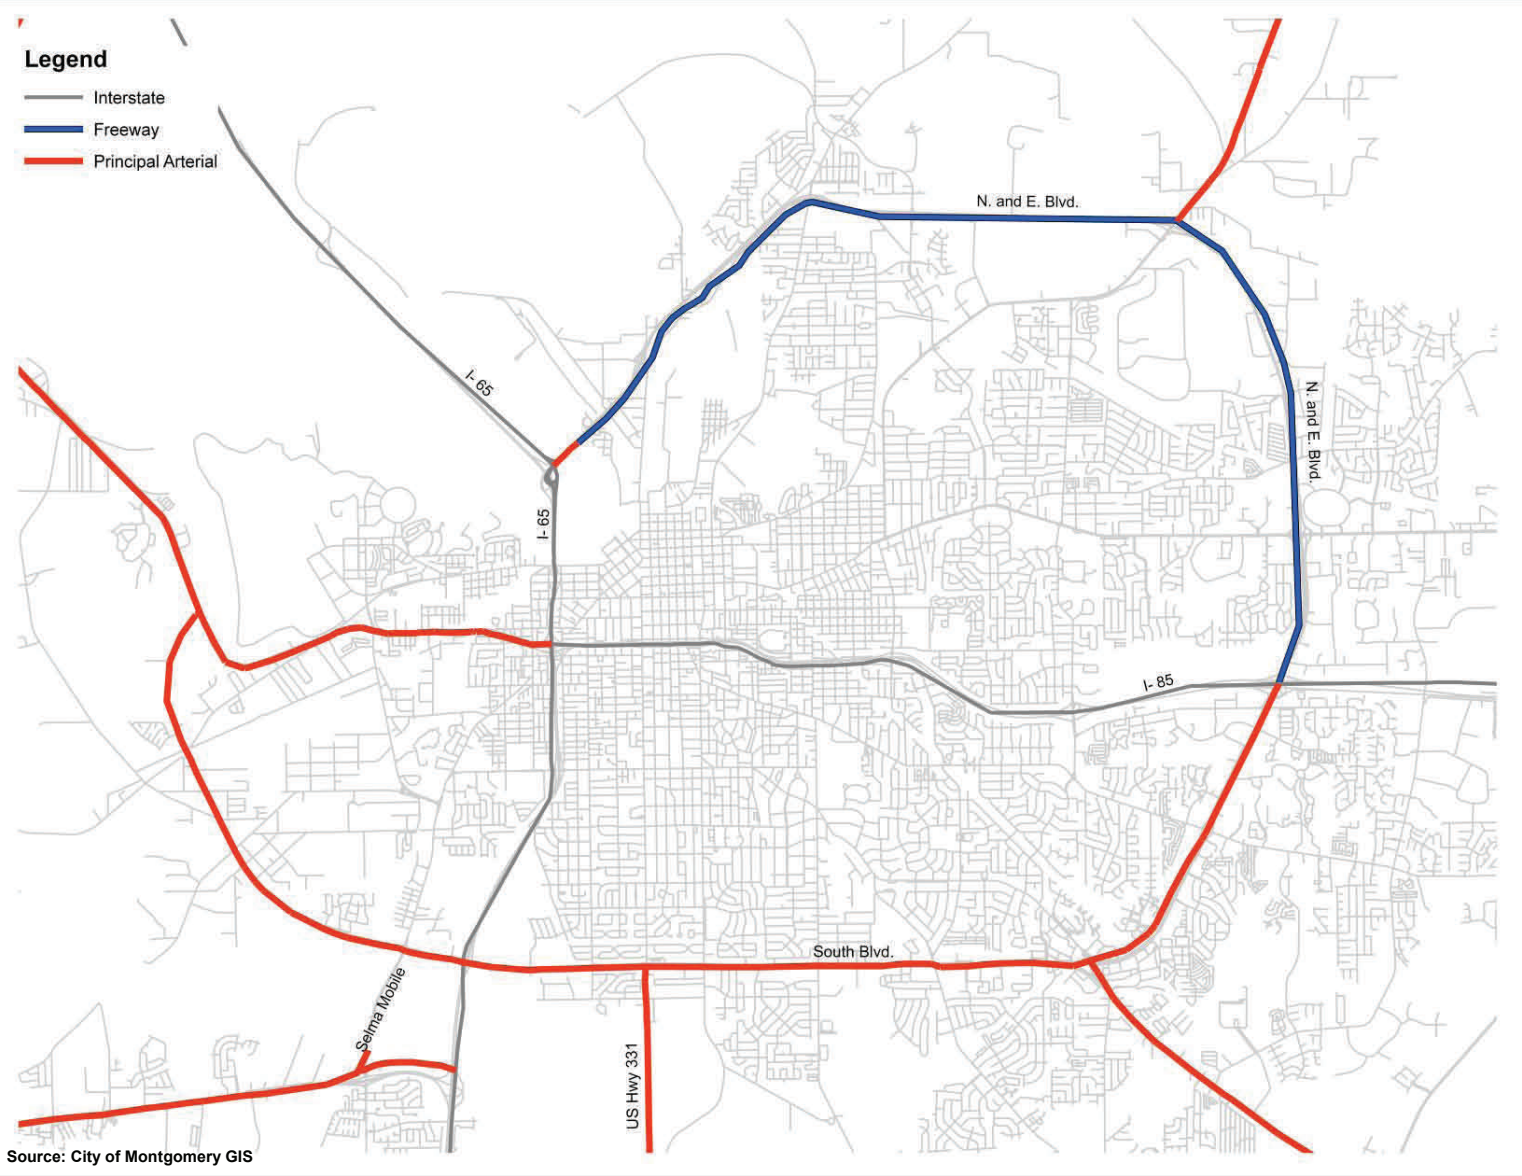 Legend
Interstate
Freeway
Principal Arterial
N. and E. Blvd.
I- 65
N. and E. Blvd.
I- 65
I- 85
South Blvd.
Selma Mobile
US Hwy 331
Source: City of Montgomery GIS